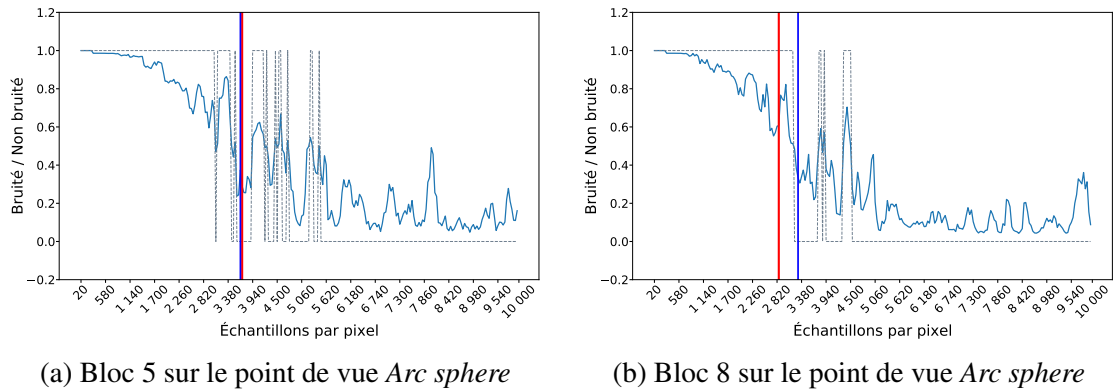 1.2
1.0
0.8
0.6
0.4
0.2
0.0
−0.2
Bruité / Non bruité
20 580 1 140 1 700 2 260 2 820 3 380 3 940 4 500 5 060 5 620 6 180 6 740 7 300 7 860 8 420 8 980 9 540 10 000
Échantillons par pixel
(a) Bloc 5 sur le point de vue Arc sphere
1.2
1.0
0.8
0.6
0.4
0.2
0.0
−0.2
Bruité / Non bruité
20 580 1 140 1 700 2 260 2 820 3 380 3 940 4 500 5 060 5 620 6 180 6 740 7 300 7 860 8 420 8 980 9 540 10 000
Échantillons par pixel
(b) Bloc 8 sur le point de vue Arc sphere